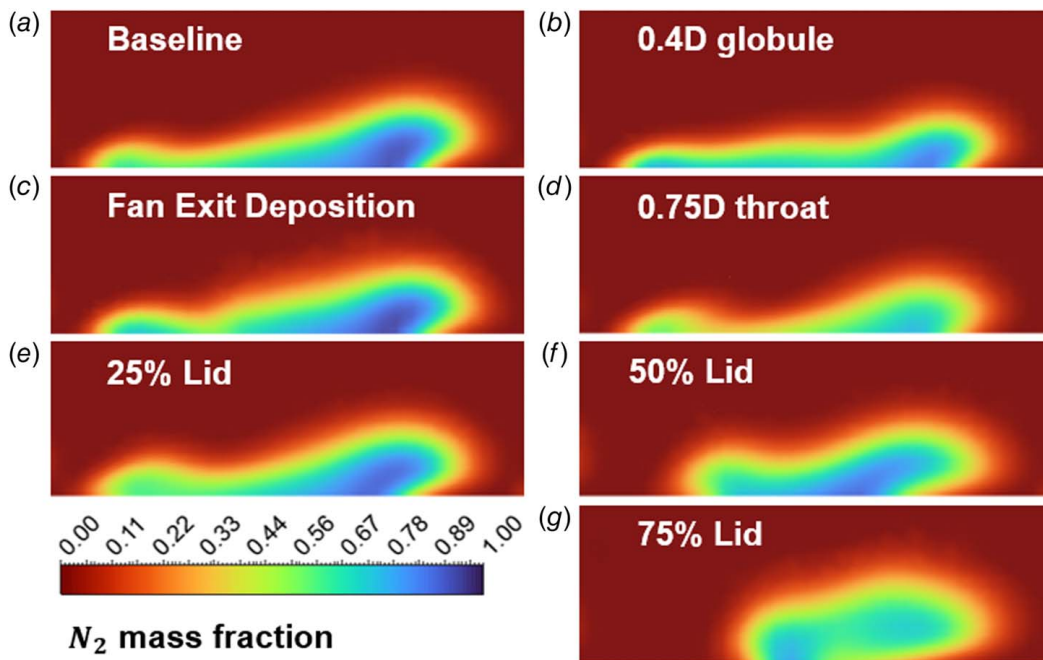 (a) Baseline
(b) 0.4D globule
(c) Fan Exit Deposition
(d) 0.75D throat
(e) 25% Lid
(f) 50% Lid
0.00 0.11 0.22 0.33 0.44 0.56 0.67 0.78 0.89 1.00
N₂ mass fraction
(g) 75% Lid